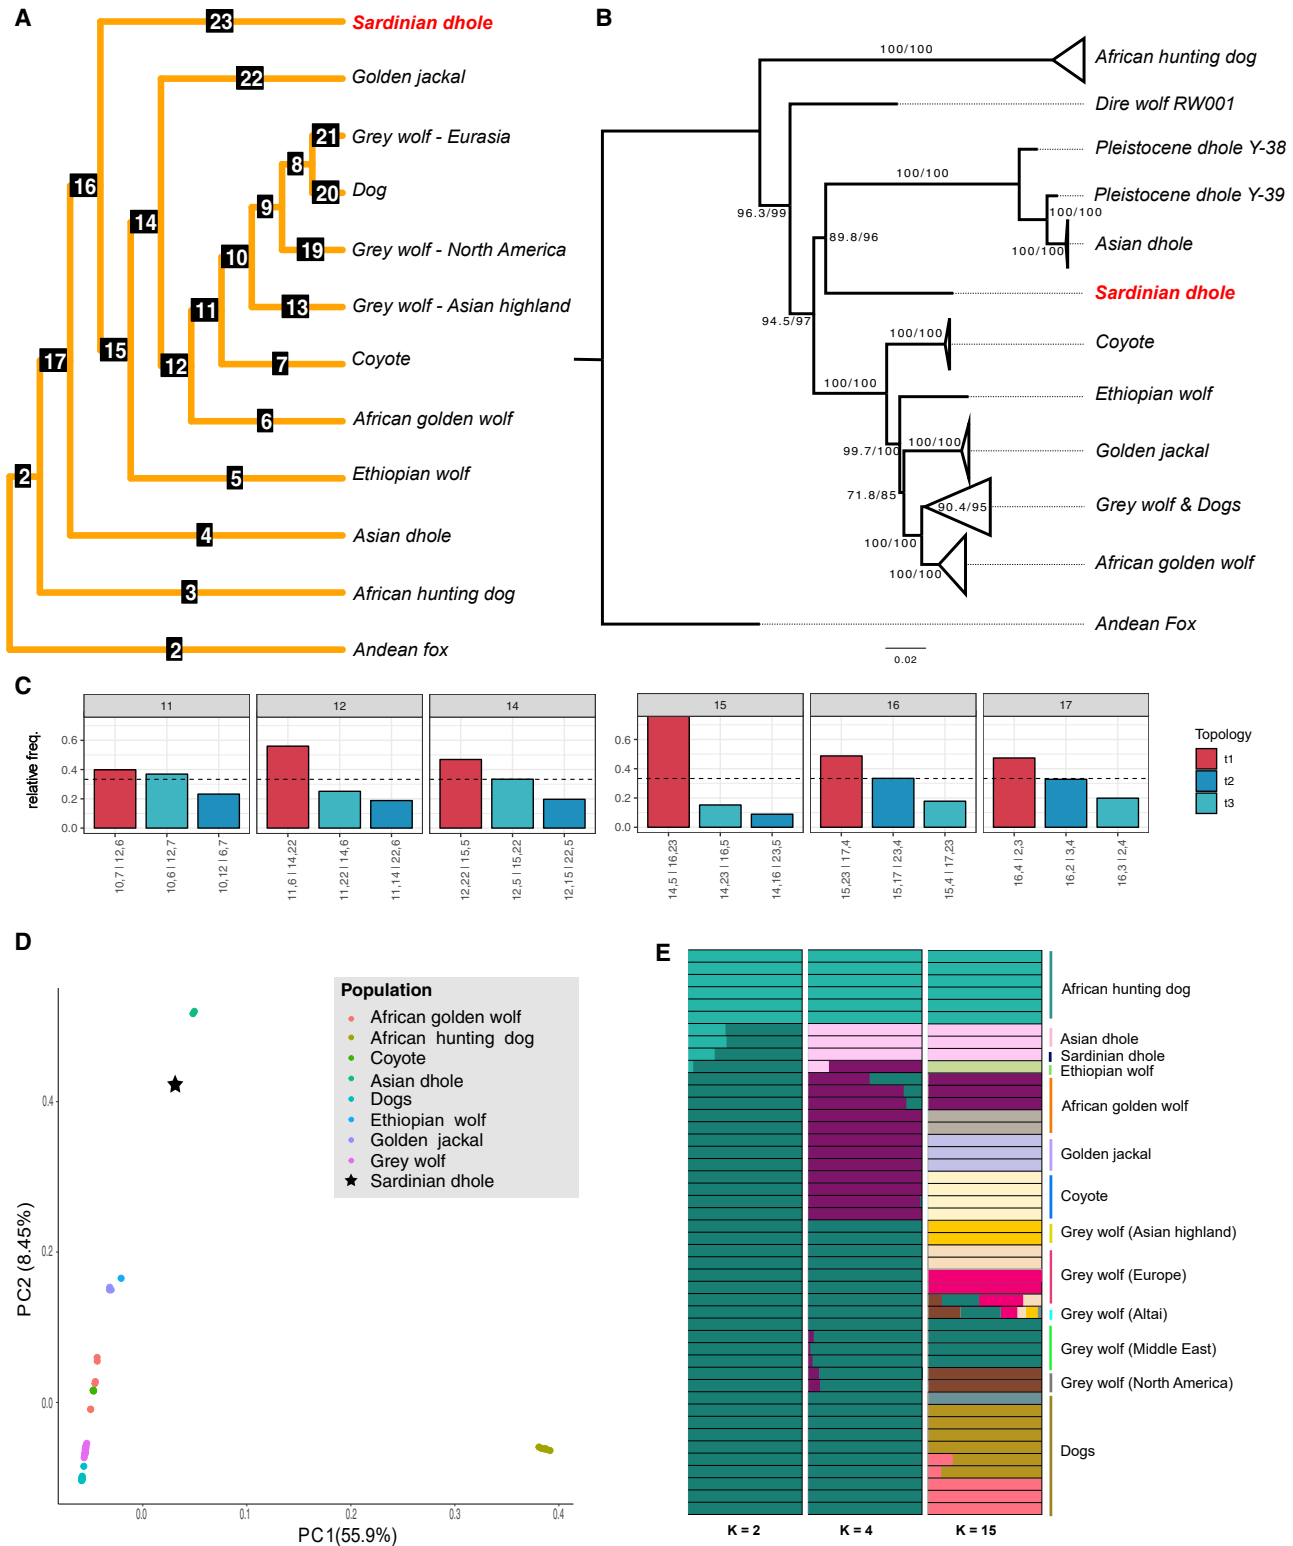 A
23
Sardinian dhole
22
Golden jackal
21
Grey wolf - Eurasia
8
20
Dog
16
9
14
19
Grey wolf - North America
10
13
Grey wolf - Asian highland
11
17
15
12
7
Coyote
6
African golden wolf
2
5
Ethiopian wolf
4
Asian dhole
3
African hunting dog
2
Andean fox
B
100/100
African hunting dog
Dire wolf RW001
Pleistocene dhole Y-38
100/100
Pleistocene dhole Y-39
96.3/99
100/100
89.8/96
100/100
Asian dhole
Sardinian dhole
94.5/97
100/100
Coyote
100/100
Ethiopian wolf
99.7/100
100/100
Golden jackal
71.8/85
90.4/95
Grey wolf & Dogs
100/100
100/100
African golden wolf
Andean Fox
0.02
C
relative freq.
11
12
14
0.6
0.4
0.2
0.0
10,7 | 12,6
10,6 | 12,7
10,12 | 6,7
11,6 | 14,22
11,22 | 14,6
11,14 | 22,6
12,22 | 15,5
12,5 | 15,22
12,15 | 22,5
15
16
17
0.6
0.4
0.2
0.0
14,5 | 16,23
14,23 | 16,5
14,16 | 23,5
15,23 | 17,4
15,17 | 23,4
15,4 | 17,23
16,4 | 2,3
16,2 | 3,4
16,3 | 2,4
Topology
t1
t2
t3
D
Population
African golden wolf
African hunting dog
Coyote
Asian dhole
Dogs
Ethiopian wolf
Golden jackal
Grey wolf
Sardinian dhole
PC2 (8.45%)
0.4
0.2
0.0
0.0
0.1
0.2
0.3
0.4
PC1(55.9%)
E
African hunting dog
Asian dhole
Sardinian dhole
Ethiopian wolf
African golden wolf
Golden jackal
Coyote
Grey wolf (Asian highland)
Grey wolf (Europe)
Grey wolf (Altai)
Grey wolf (Middle East)
Grey wolf (North America)
Dogs
K = 2
K = 4
K = 15